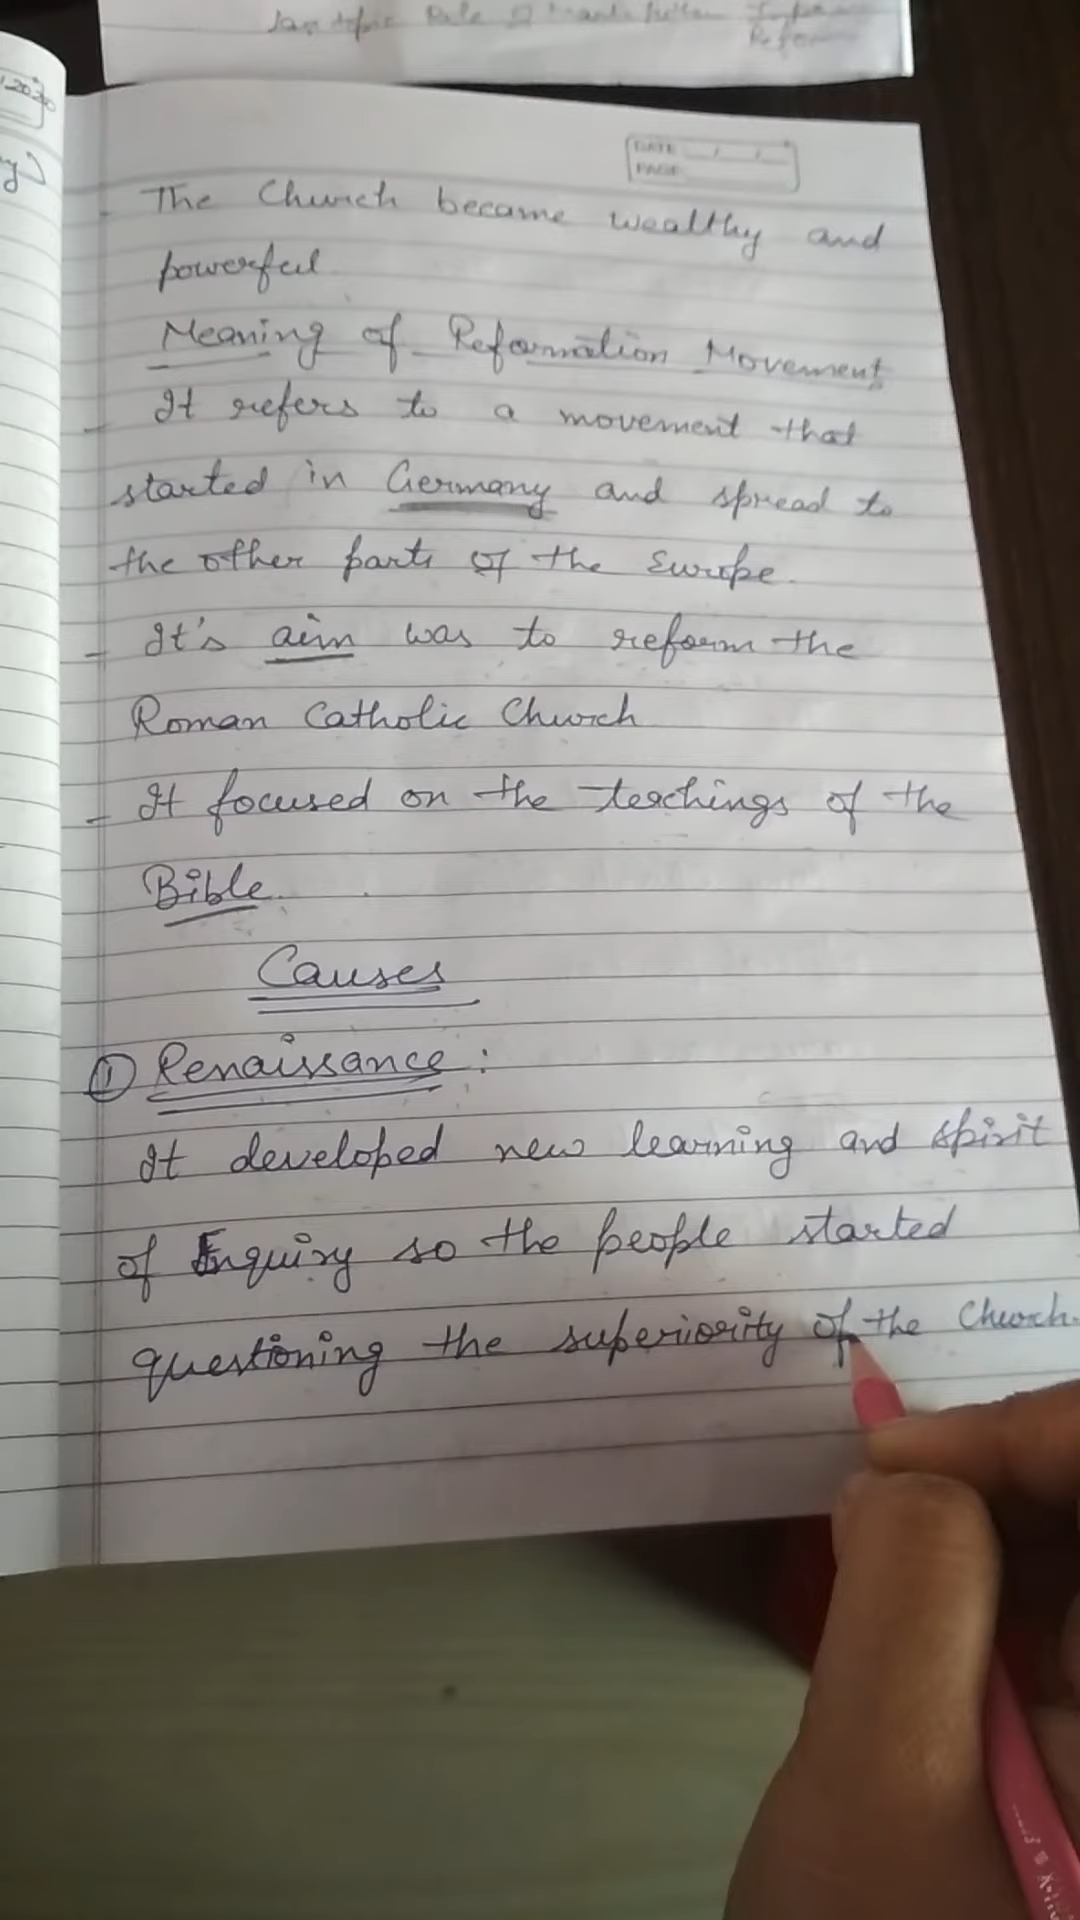 DATE
PAGE
- The Church became wealthy and
powerful
Meaning of Reformation Movement
- It refers to a movement that
started in Germany and spread to
the other parts of the Europe.
- It's aim was to reform the
Roman Catholic Church
- It focused on the teachings of the
Bible.
Causes
① Renaissance :
It developed new learning and spirit
of Enquiry so the people started
questioning the superiority of the Church.